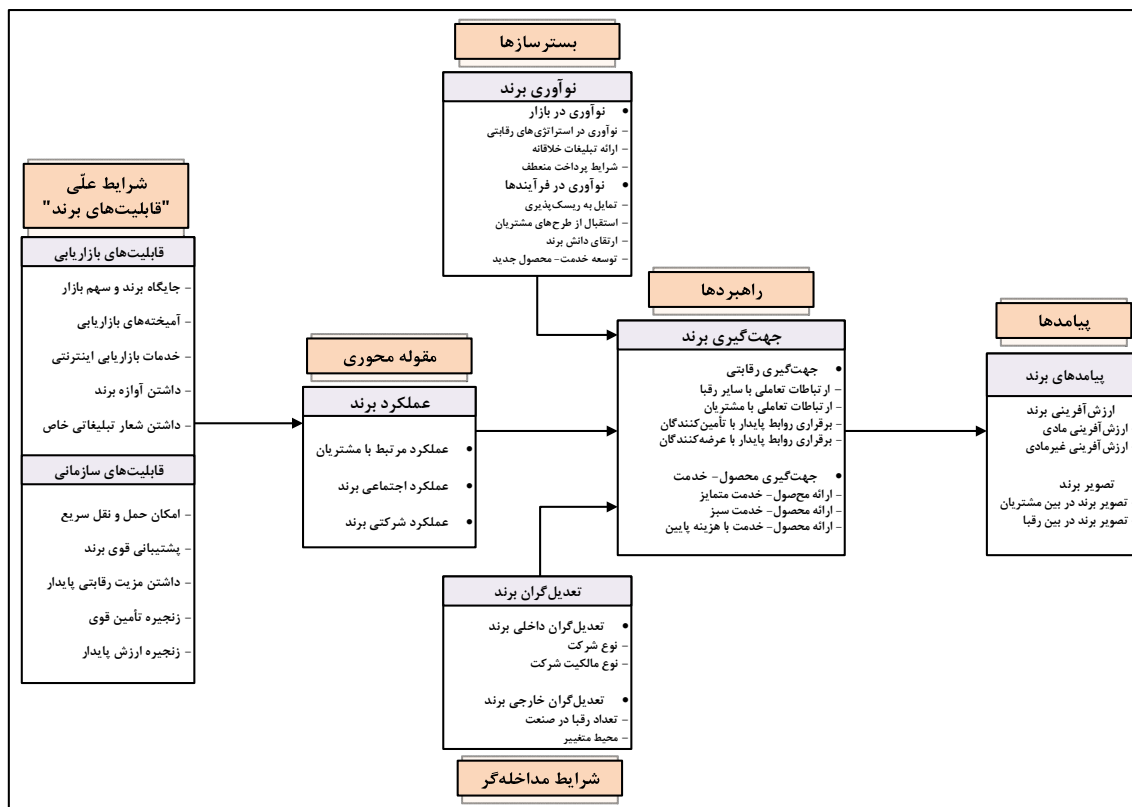 بسترسازها
نوآوری برند
• نوآوری در بازار
– نوآوری در استراتژی‌های رقابتی
– ارائه تبلیغات خلاقانه
– شرایط پرداخت منعطف
• نوآوری در فرآیندها
– تمایل به ریسک‌پذیری
– استقبال از طرح‌های مشتریان
– ارتقای دانش برند
– توسعه خدمت- محصول جدید
شرایط علّی
"قابلیت‌های برند"
قابلیت‌های بازاریابی
– جایگاه برند و سهم بازار
– آمیخته‌های بازاریابی
– خدمات بازاریابی اینترنتی
– داشتن آوازه برند
– داشتن شعار تبلیغاتی خاص
قابلیت‌های سازمانی
– امکان حمل و نقل سریع
– پشتیبانی قوی برند
– داشتن مزیت رقابتی پایدار
– زنجیره تأمین قوی
– زنجیره ارزش پایدار
مقوله محوری
عملکرد برند
• عملکرد مرتبط با مشتریان
• عملکرد اجتماعی برند
• عملکرد شرکتی برند
راهبردها
جهت‌گیری برند
• جهت‌گیری رقابتی
– ارتباطات تعاملی با سایر رقبا
– ارتباطات تعاملی با مشتریان
– برقراری روابط پایدار با تأمین‌کنندگان
– برقراری روابط پایدار با عرضه‌کنندگان
• جهت‌گیری محصول- خدمت
– ارائه محصول- خدمت متمایز
– ارائه محصول- خدمت سبز
– ارائه محصول- خدمت با هزینه پایین
پیامدها
پیامدهای برند
ارزش‌آفرینی برند
ارزش‌آفرینی مادی
ارزش‌آفرینی غیرمادی
تصویر برند
تصویر برند در بین مشتریان
تصویر برند در بین رقبا
تعدیل‌گران برند
• تعدیل‌گران داخلی برند
– نوع شرکت
– نوع مالکیت شرکت
• تعدیل‌گران خارجی برند
– تعداد رقبا در صنعت
– محیط متغییر
شرایط مداخله‌گر